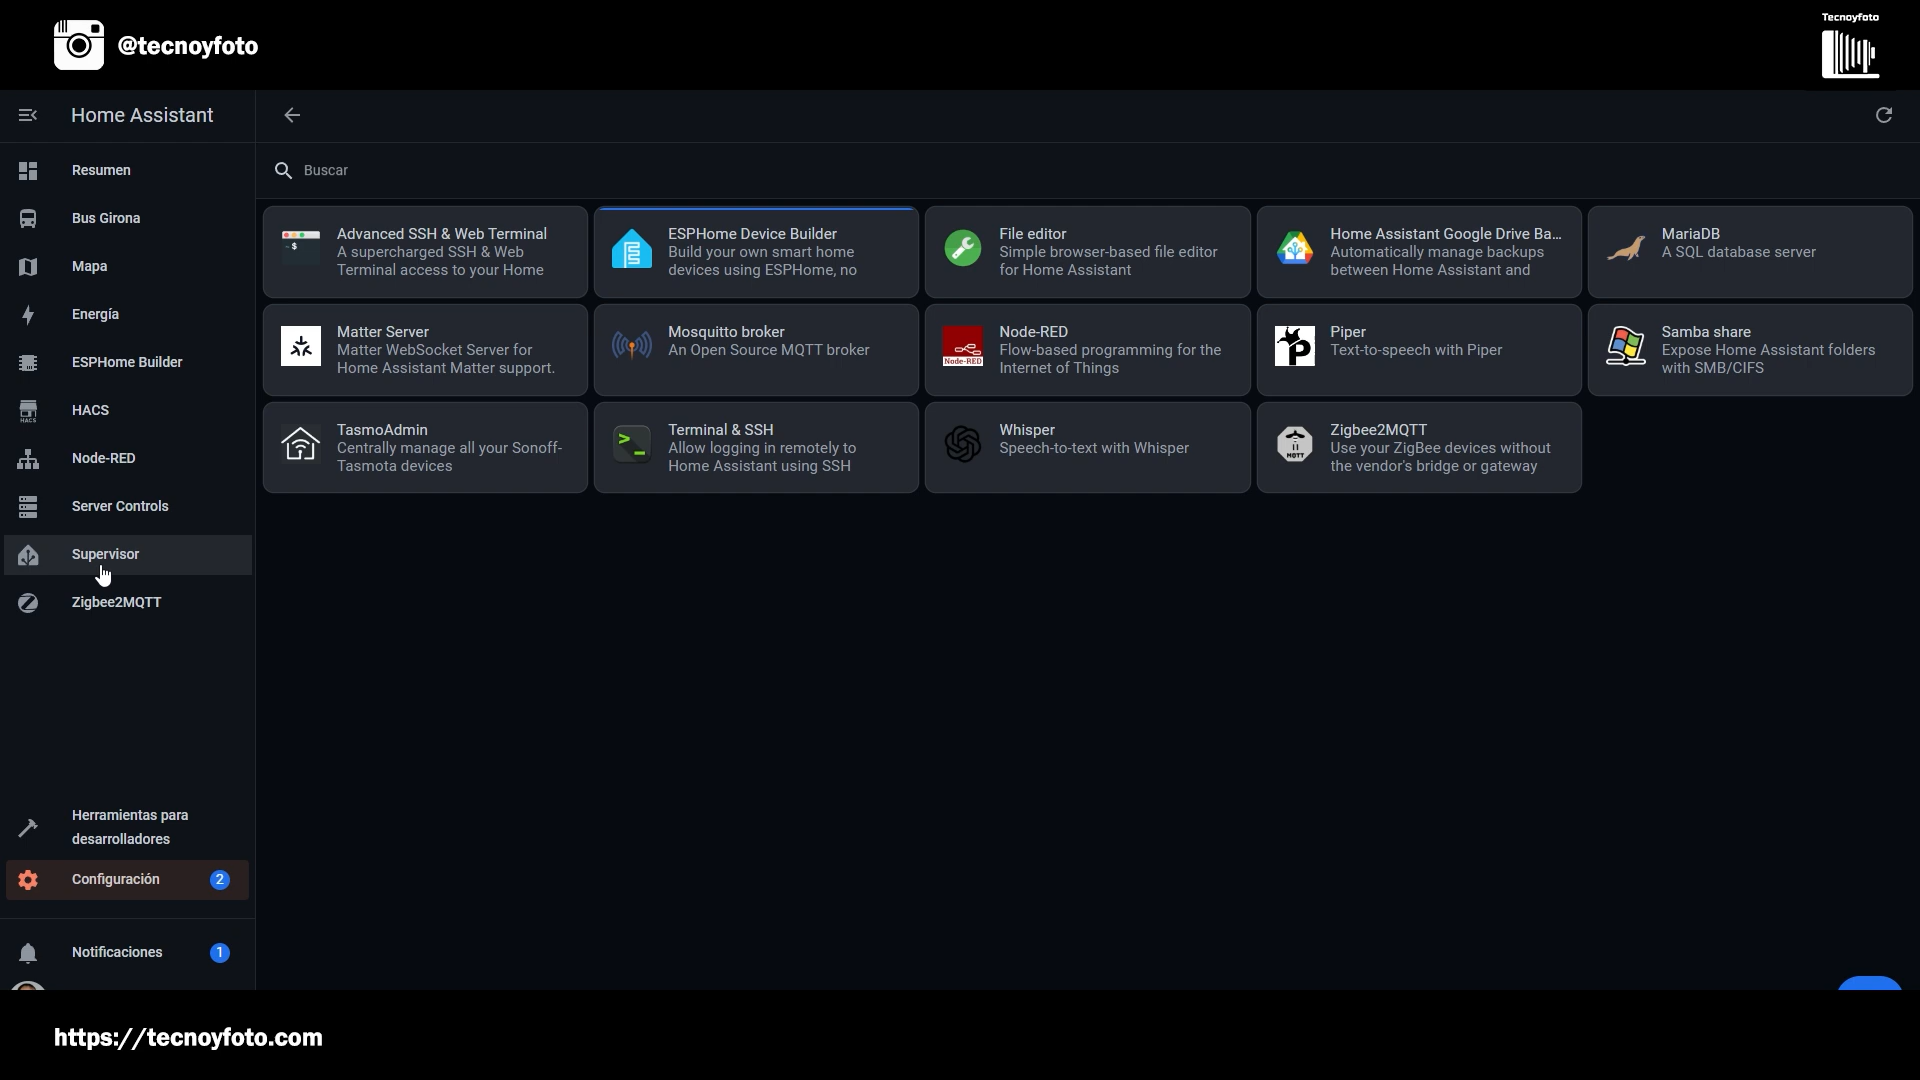 @tecnoyfoto
Tecnoyfoto
Home Assistant
Resumen
Bus Girona
Mapa
Energía
ESPHome Builder
HACS
HACS
Node-RED
Server Controls
Supervisor
Zigbee2MQTT
Herramientas para
desarrolladores
Configuración 2
Notificaciones 1
Buscar
Advanced SSH & Web Terminal
A supercharged SSH & Web
Terminal access to your Home
ESPHome Device Builder
Build your own smart home
devices using ESPHome, no
File editor
Simple browser-based file editor
for Home Assistant
Home Assistant Google Drive Ba...
Automatically manage backups
between Home Assistant and
MariaDB
A SQL database server
Matter Server
Matter WebSocket Server for
Home Assistant Matter support.
Mosquitto broker
An Open Source MQTT broker
Node-RED
Node-RED
Flow-based programming for the
Internet of Things
Piper
Text-to-speech with Piper
Samba share
Expose Home Assistant folders
with SMB/CIFS
TasmoAdmin
Centrally manage all your Sonoff-
Tasmota devices
Terminal & SSH
Allow logging in remotely to
Home Assistant using SSH
Whisper
Speech-to-text with Whisper
MQTT
Zigbee2MQTT
Use your ZigBee devices without
the vendor's bridge or gateway
https://tecnoyfoto.com